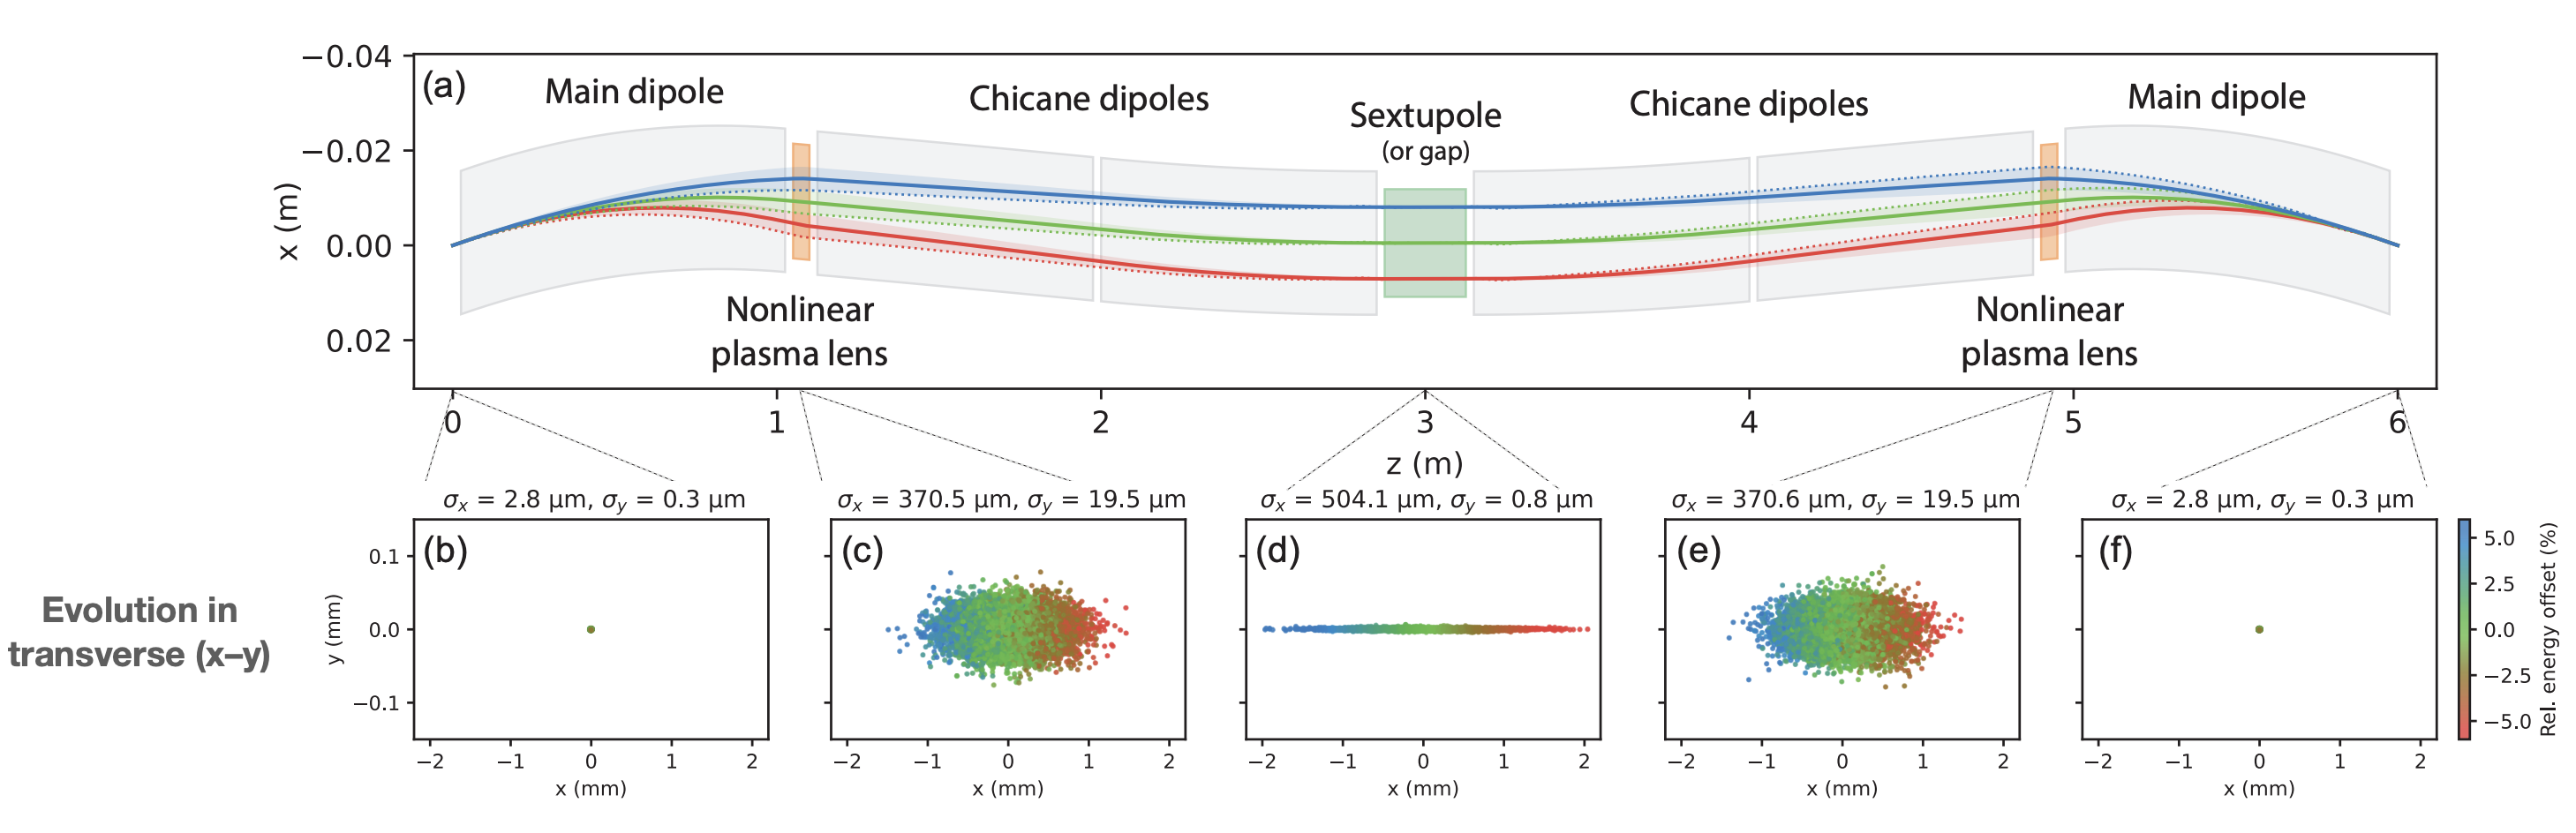 −0.04
−0.02
0.00
0.02
x (m)
(a)
Main dipole
Chicane dipoles
Sextupole
(or gap)
Chicane dipoles
Main dipole
Nonlinear
plasma lens
Nonlinear
plasma lens
0 1 2 3 4 5 6
z (m)
σx = 2.8 μm, σy = 0.3 μm
σx = 370.5 μm, σy = 19.5 μm
σx = 504.1 μm, σy = 0.8 μm
σx = 370.6 μm, σy = 19.5 μm
σx = 2.8 μm, σy = 0.3 μm
Evolution in
transverse (x–y)
y (mm)
0.1
0.0
−0.1
(b)
(c)
(d)
(e)
(f)
−2 −1 0 1 2
x (mm)
−2 −1 0 1 2
x (mm)
−2 −1 0 1 2
x (mm)
−2 −1 0 1 2
x (mm)
−2 −1 0 1 2
x (mm)
5.0
2.5
0.0
−2.5
−5.0
Rel. energy offset (%)